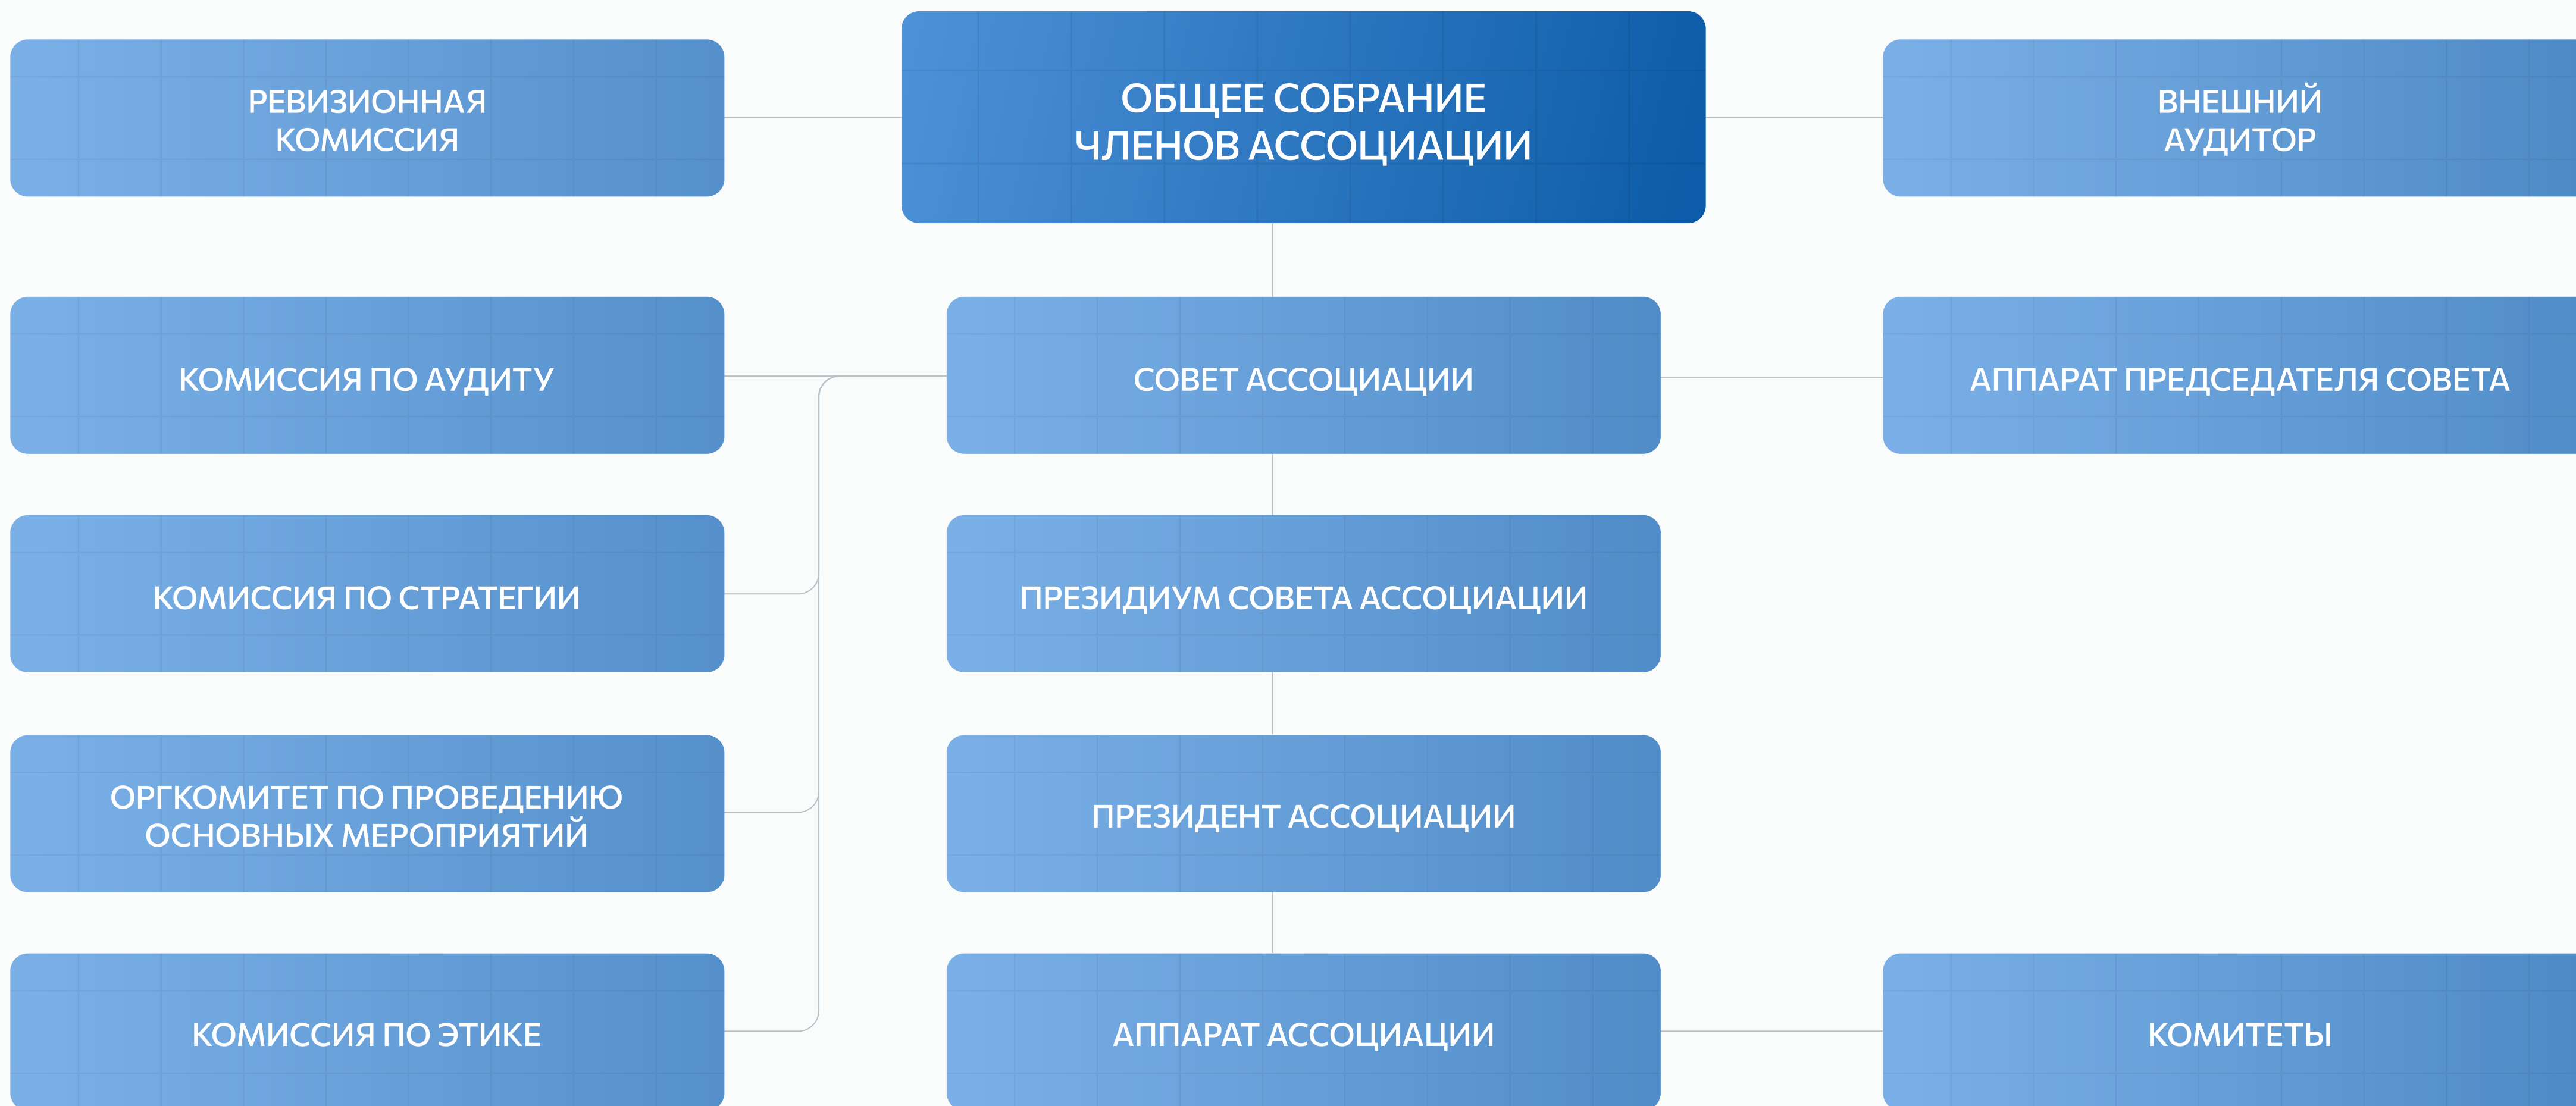 РЕВИЗИОННАЯ
КОМИССИЯ
ОБЩЕЕ СОБРАНИЕ
ЧЛЕНОВ АССОЦИАЦИИ
ВНЕШНИЙ
АУДИТОР
КОМИССИЯ ПО АУДИТУ
СОВЕТ АССОЦИАЦИИ
АППАРАТ ПРЕДСЕДАТЕЛЯ СОВЕТА
КОМИССИЯ ПО СТРАТЕГИИ
ПРЕЗИДИУМ СОВЕТА АССОЦИАЦИИ
ОРГКОМИТЕТ ПО ПРОВЕДЕНИЮ
ОСНОВНЫХ МЕРОПРИЯТИЙ
ПРЕЗИДЕНТ АССОЦИАЦИИ
КОМИССИЯ ПО ЭТИКЕ
АППАРАТ АССОЦИАЦИИ
КОМИТЕТЫ